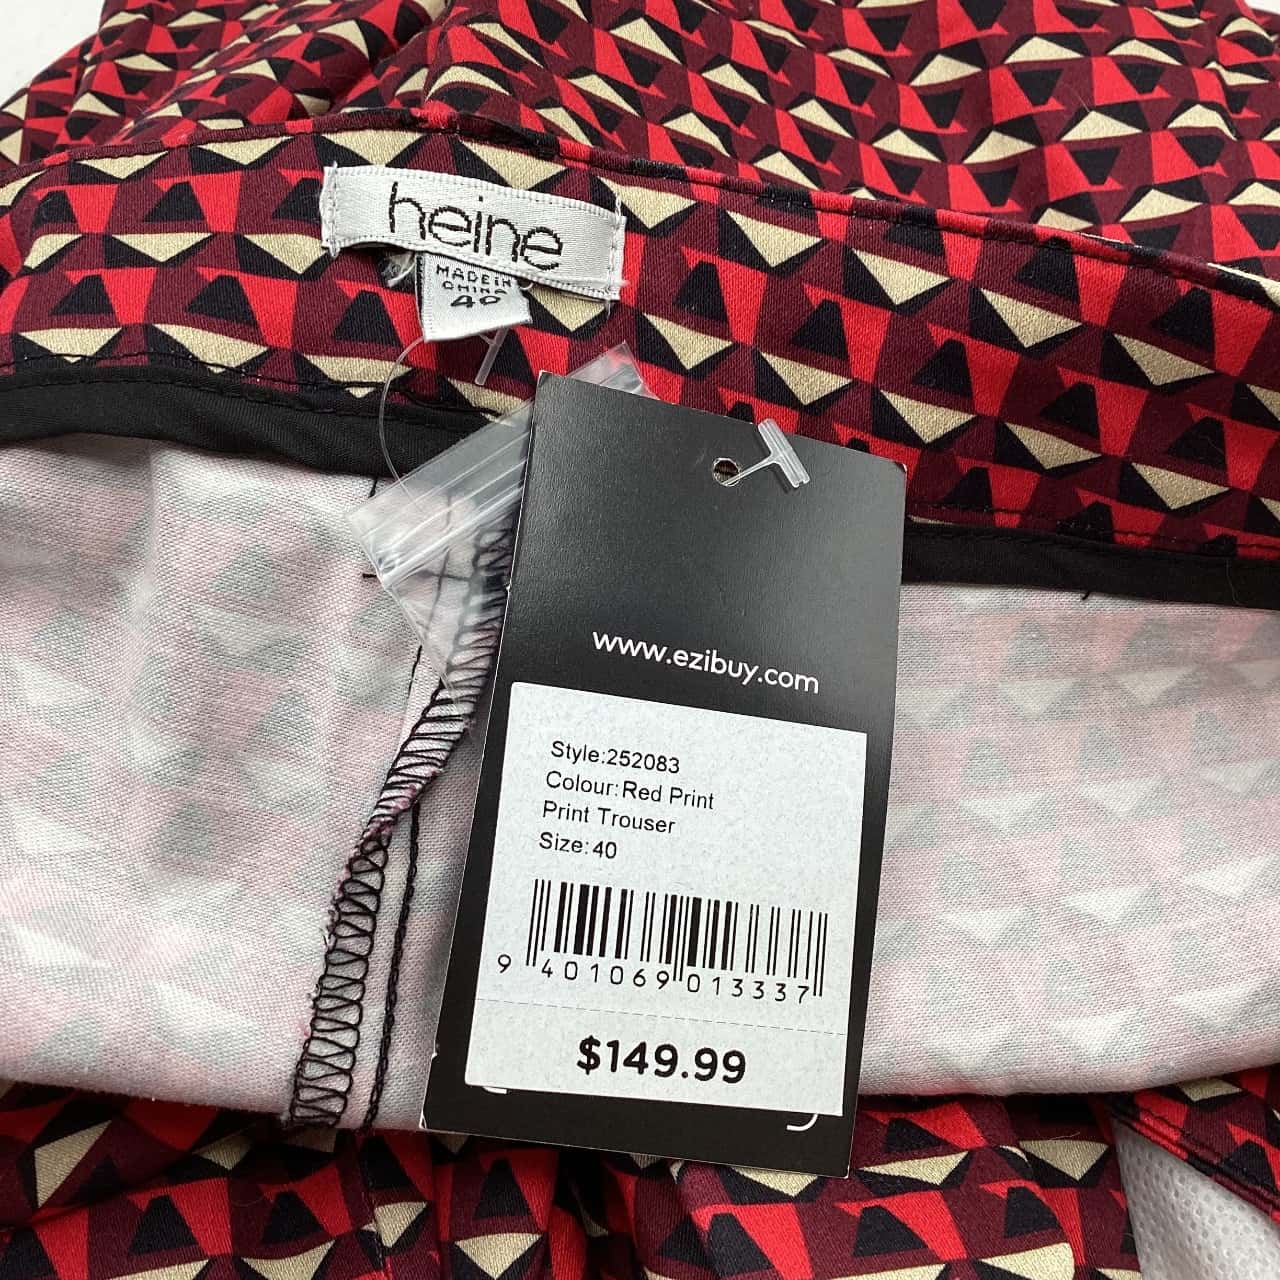 heine
MADE IN
CHINA
40
www.ezibuy.com
Style:252083
Colour:Red Print
Print Trouser
Size:40
9 401069 013337
$149.99